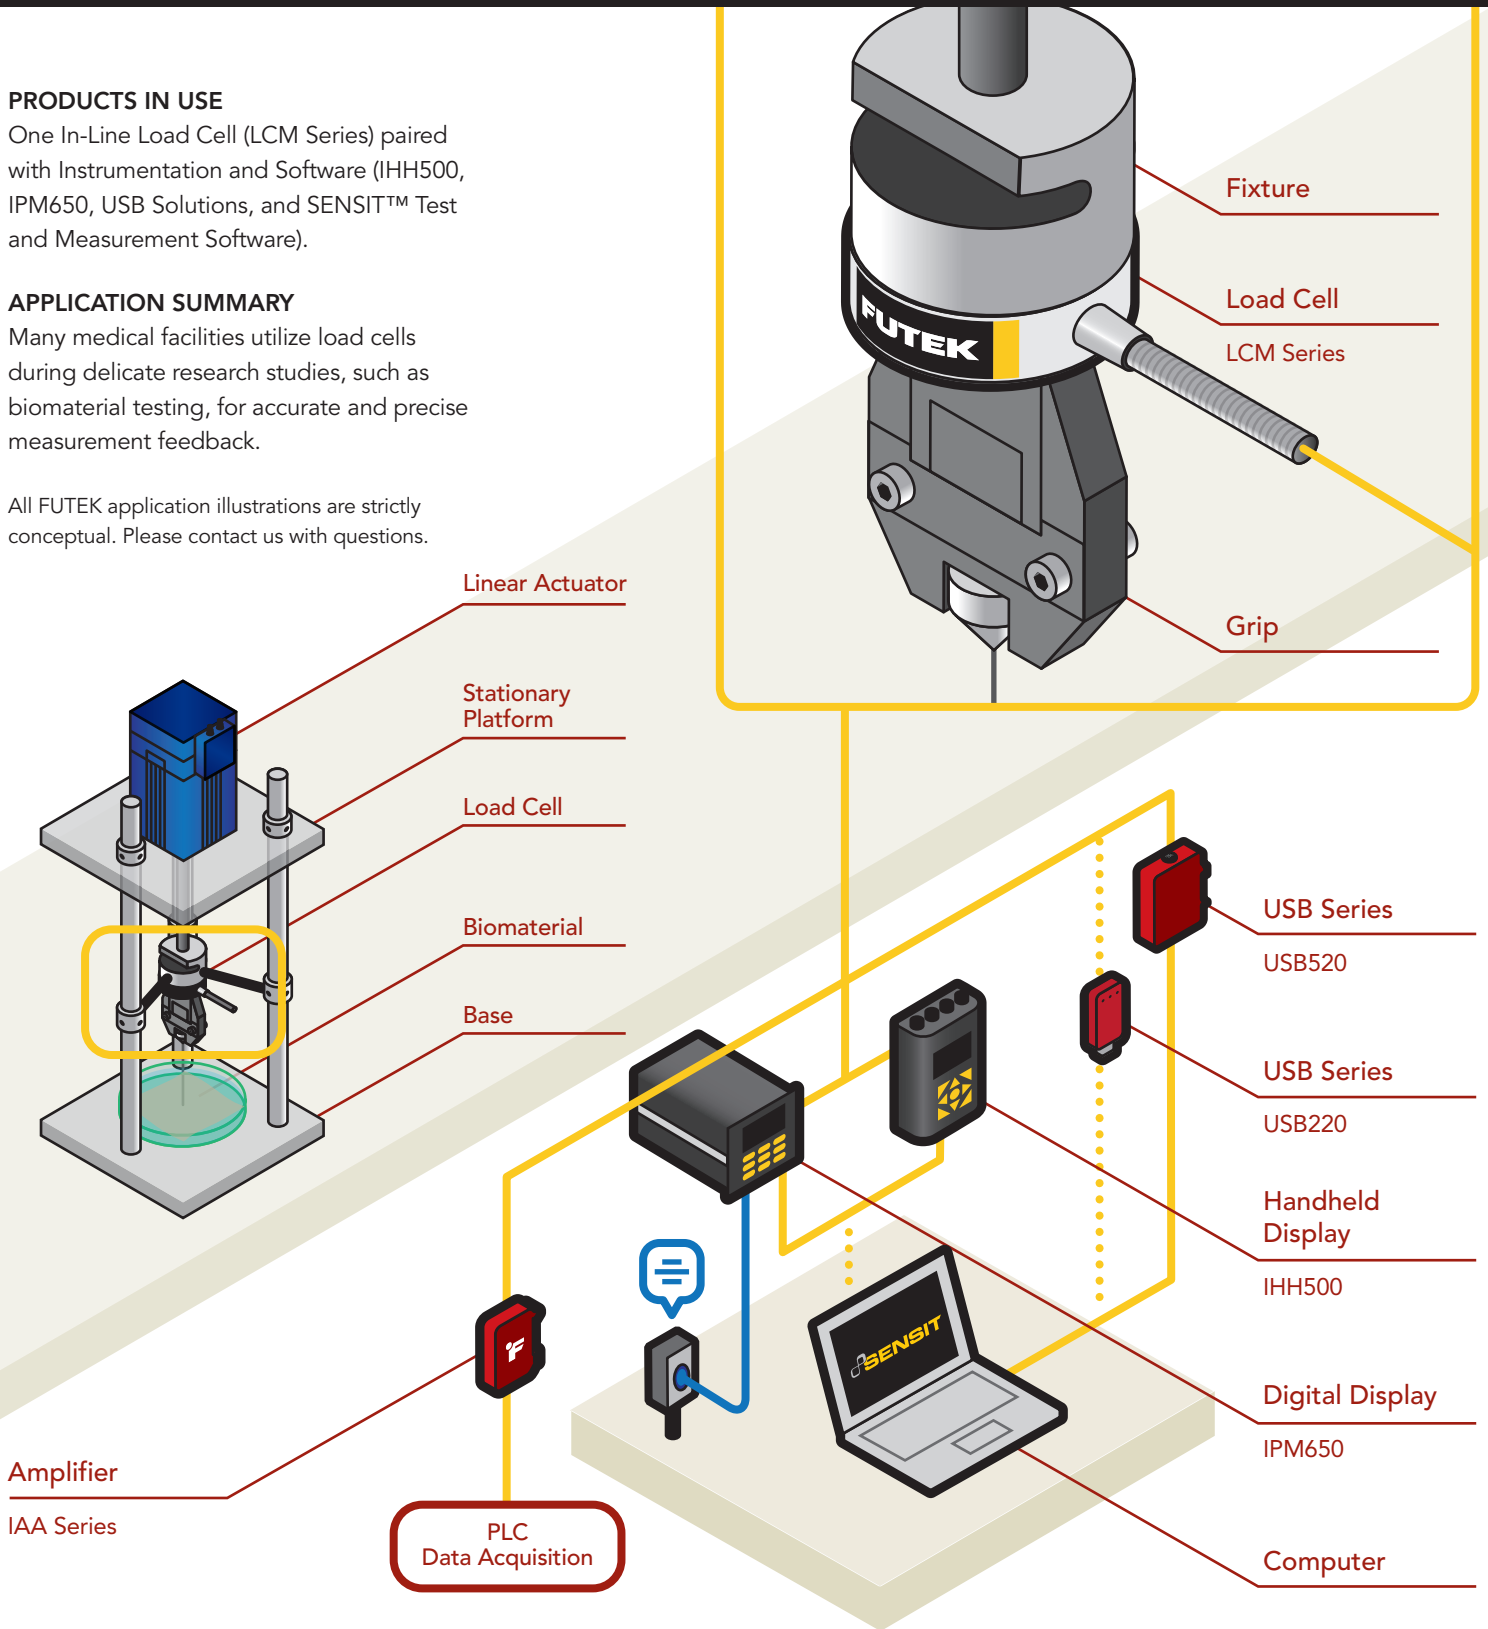 PRODUCTS IN USE
One In-Line Load Cell (LCM Series) paired
with Instrumentation and Software (IHH500,
IPM650, USB Solutions, and SENSIT™ Test
and Measurement Software).
APPLICATION SUMMARY
Many medical facilities utilize load cells
during delicate research studies, such as
biomaterial testing, for accurate and precise
measurement feedback.
All FUTEK application illustrations are strictly
conceptual. Please contact us with questions.
Fixture
Load Cell
LCM Series
FUTEK
Grip
Linear Actuator
Stationary
Platform
Load Cell
Biomaterial
Base
USB Series
USB520
USB Series
USB220
Handheld
Display
IHH500
Digital Display
IPM650
Computer
SENSIT
Amplifier
IAA Series
PLC
Data Acquisition